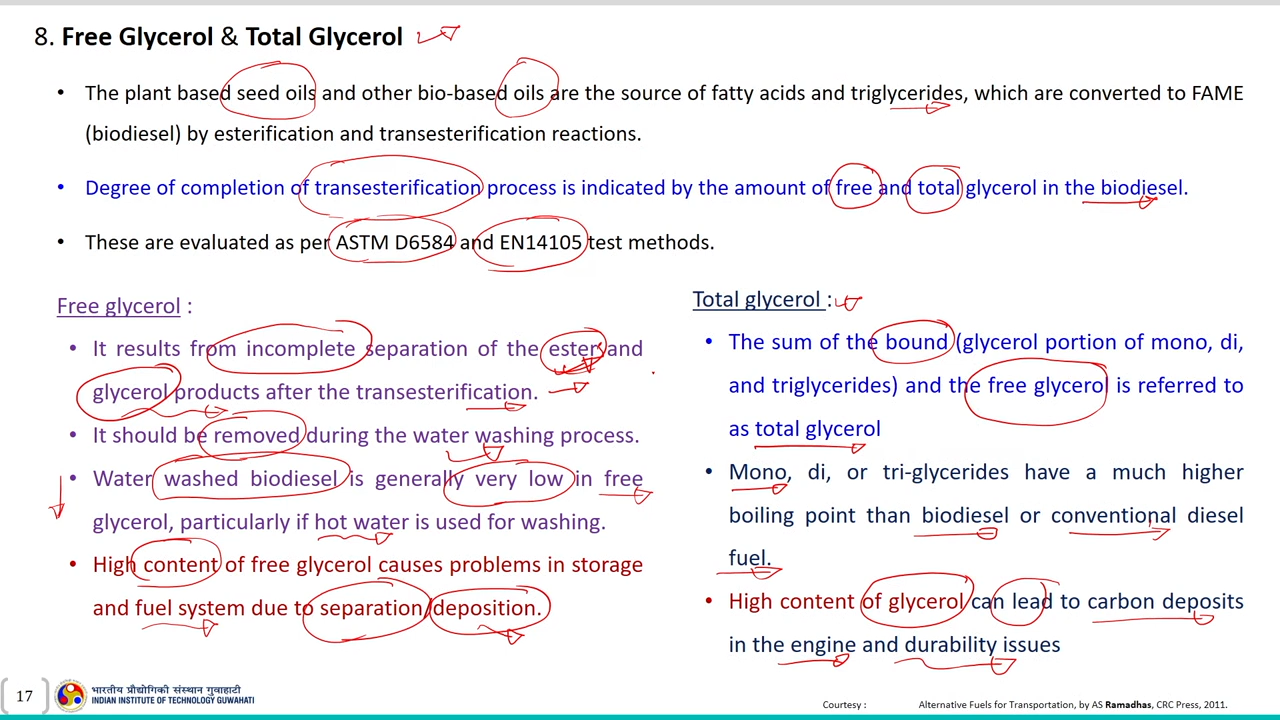 8. Free Glycerol & Total Glycerol
• The plant based seed oils and other bio-based oils are the source of fatty acids and triglycerides, which are converted to FAME
(biodiesel) by esterification and transesterification reactions.
• Degree of completion of transesterification process is indicated by the amount of free and total glycerol in the biodiesel.
• These are evaluated as per ASTM D6584 and EN14105 test methods.
Free glycerol :
• It results from incomplete separation of the ester and
glycerol products after the transesterification.
• It should be removed during the water washing process.
• Water washed biodiesel is generally very low in free
glycerol, particularly if hot water is used for washing.
• High content of free glycerol causes problems in storage
and fuel system due to separation/deposition.
Total glycerol :
• The sum of the bound (glycerol portion of mono, di,
and triglycerides) and the free glycerol is referred to
as total glycerol
• Mono, di, or tri-glycerides have a much higher
boiling point than biodiesel or conventional diesel
fuel.
• High content of glycerol can lead to carbon deposits
in the engine and durability issues
17
भारतीय प्रौद्योगिकी संस्थान गुवाहाटी
INDIAN INSTITUTE OF TECHNOLOGY GUWAHATI
Courtesy : Alternative Fuels for Transportation, by AS Ramadhas, CRC Press, 2011.